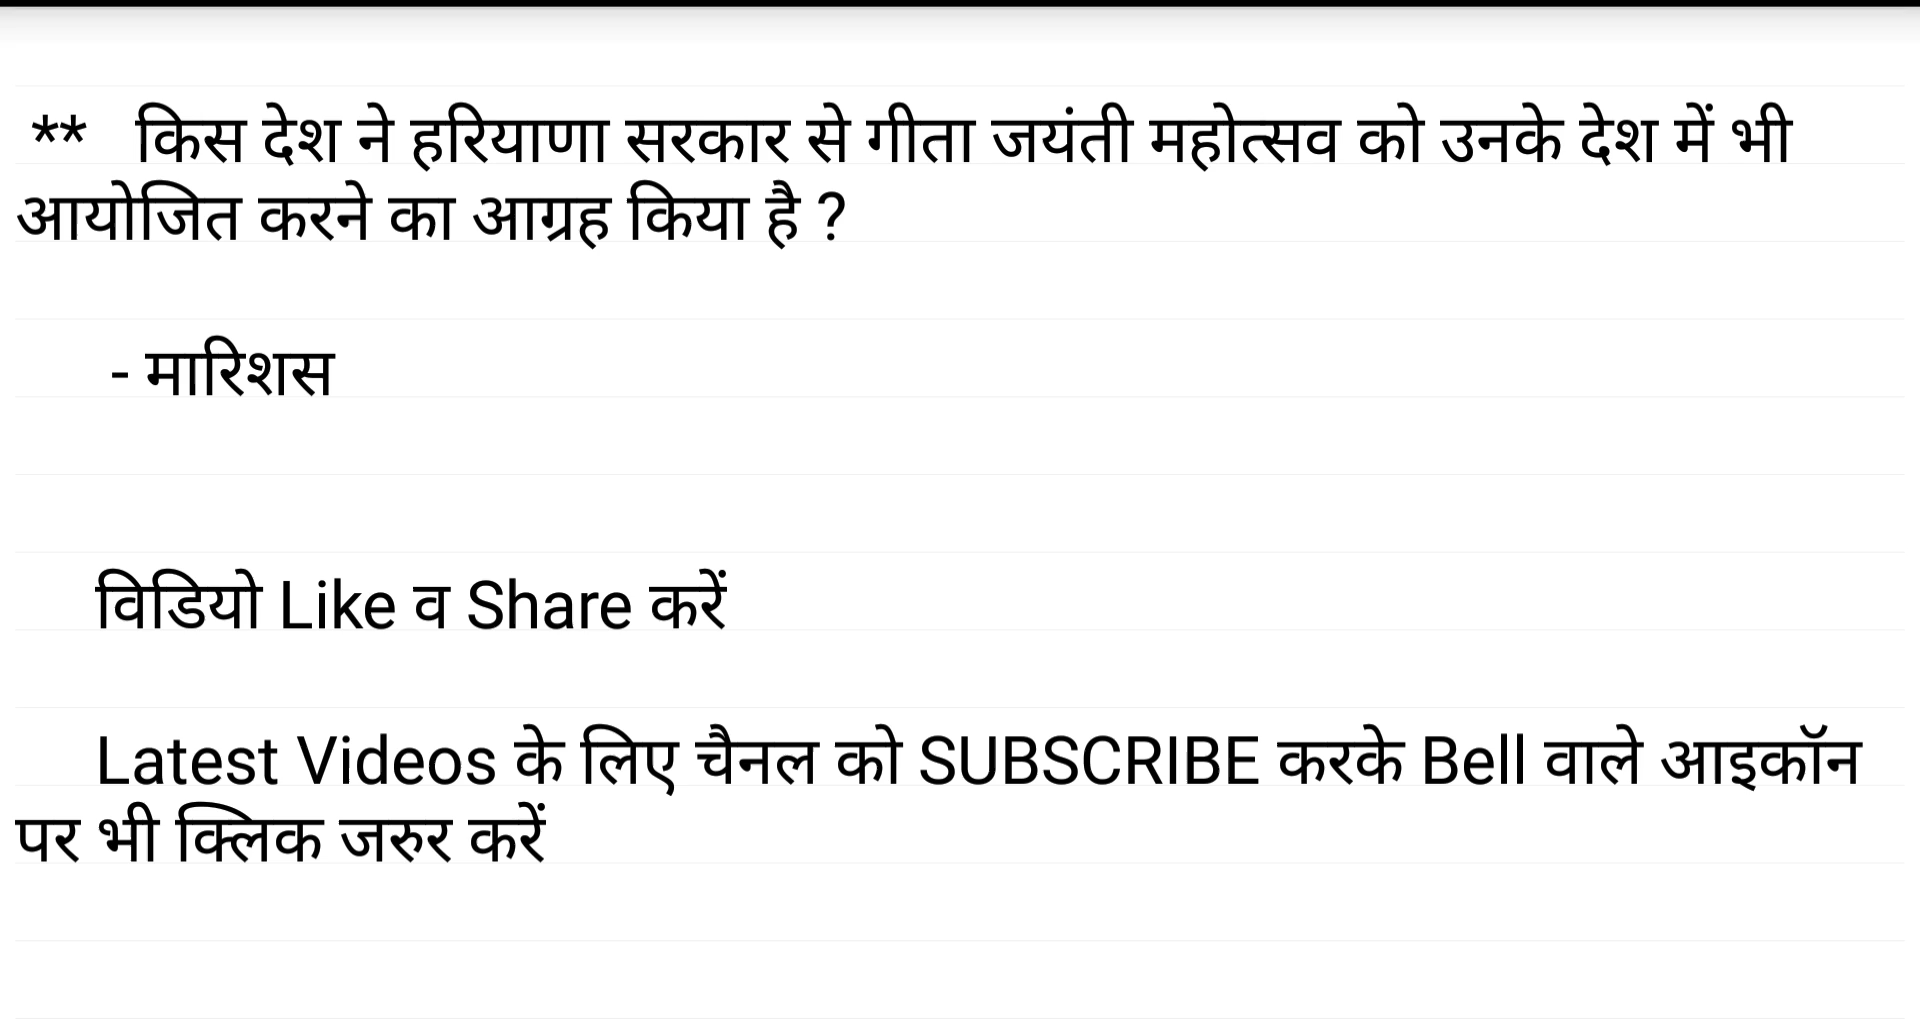 ** किस देश ने हरियाणा सरकार से गीता जयंती महोत्सव को उनके देश में भी
आयोजित करने का आग्रह किया है ?
- मारिशस
विडियो Like व Share करें
Latest Videos के लिए चैनल को SUBSCRIBE करके Bell वाले आइकॉन
पर भी क्लिक जरुर करें